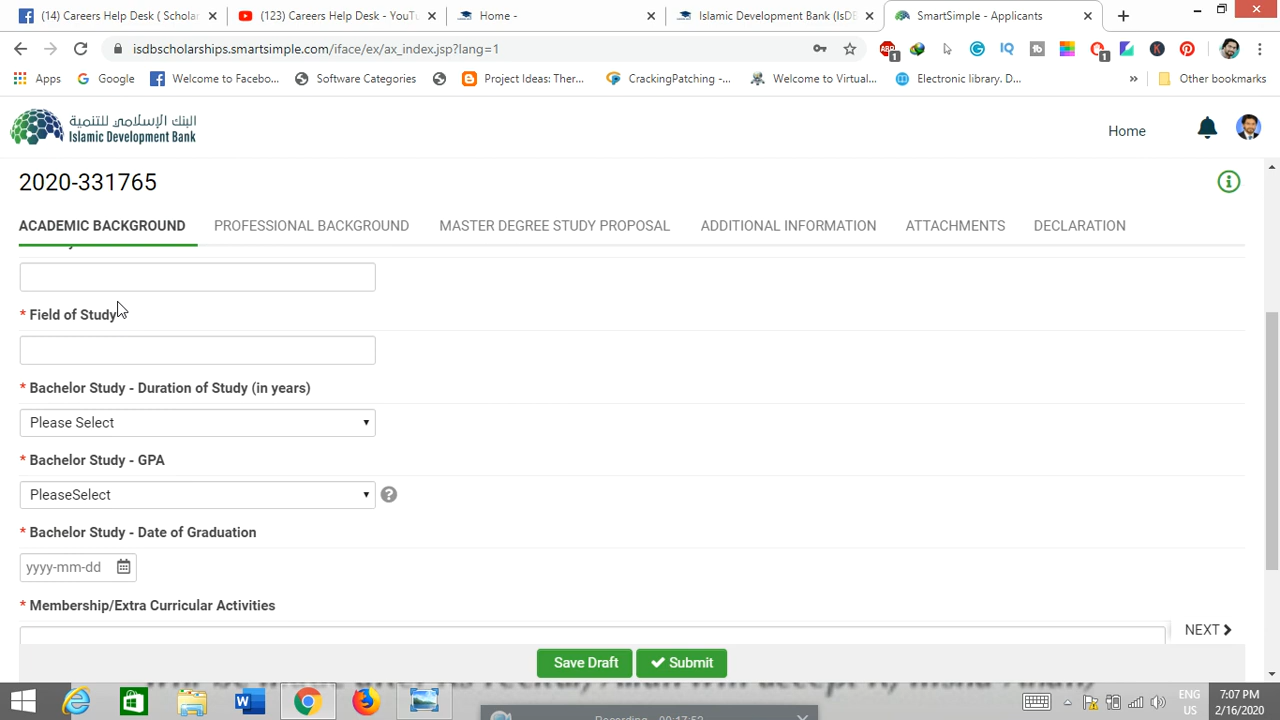 (14) Careers Help Desk ( Schola
(123) Careers Help Desk - YouTu
Home -
Islamic Development Bank (IsDB
SmartSimple - Applicants
isdbscholarships.smartsimple.com/iface/ex/ax_index.jsp?lang=1
Apps
Google
Welcome to Facebo...
Software Categories
Project Ideas: Ther...
CrackingPatching -...
Welcome to Virtual...
Electronic library. D...
»
Other bookmarks
البنك الإسلامي للتنمية
Islamic Development Bank
Home
2020-331765
ACADEMIC BACKGROUND
PROFESSIONAL BACKGROUND
MASTER DEGREE STUDY PROPOSAL
ADDITIONAL INFORMATION
ATTACHMENTS
DECLARATION
* Field of Study
* Bachelor Study - Duration of Study (in years)
Please Select
* Bachelor Study - GPA
PleaseSelect
* Bachelor Study - Date of Graduation
yyyy-mm-dd
* Membership/Extra Curricular Activities
NEXT
Save Draft
Submit
ENG
US
7:07 PM
2/16/2020
Recording 00:17:52